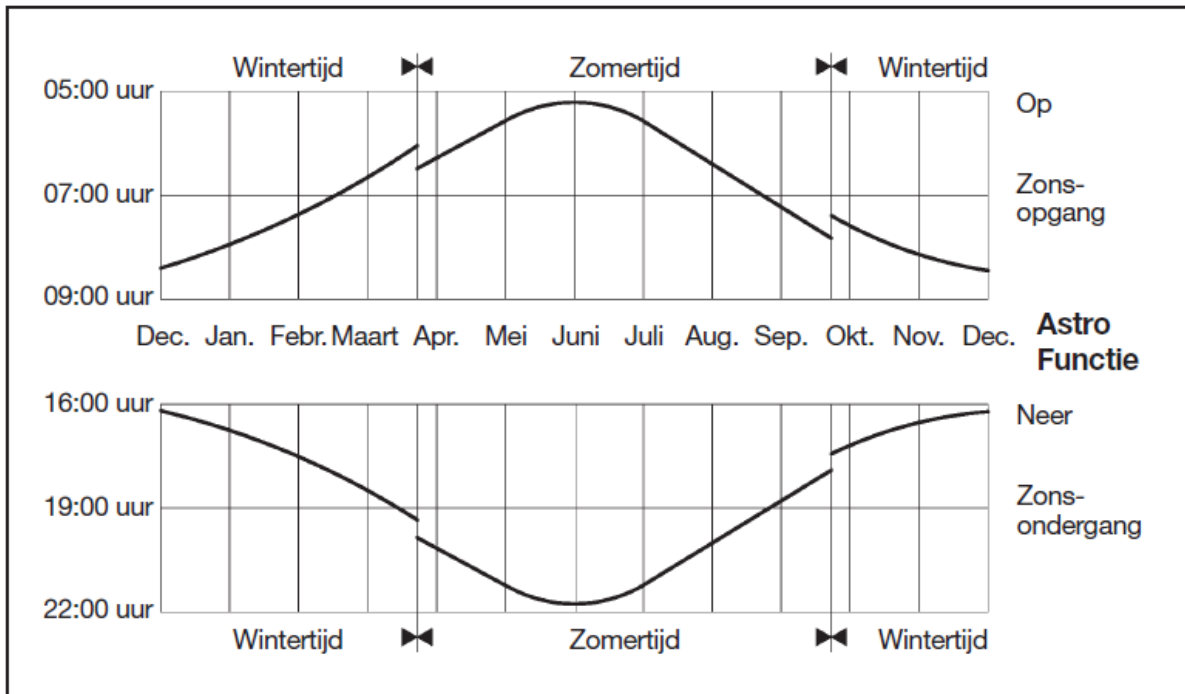 Wintertijd Zomertijd Wintertijd
05:00 uur
Op
07:00 uur
Zons-
opgang
09:00 uur
Dec. Jan. Febr. Maart Apr. Mei Juni Juli Aug. Sep. Okt. Nov. Dec.
Astro
Functie
16:00 uur
Neer
19:00 uur
Zons-
ondergang
22:00 uur
Wintertijd Zomertijd Wintertijd